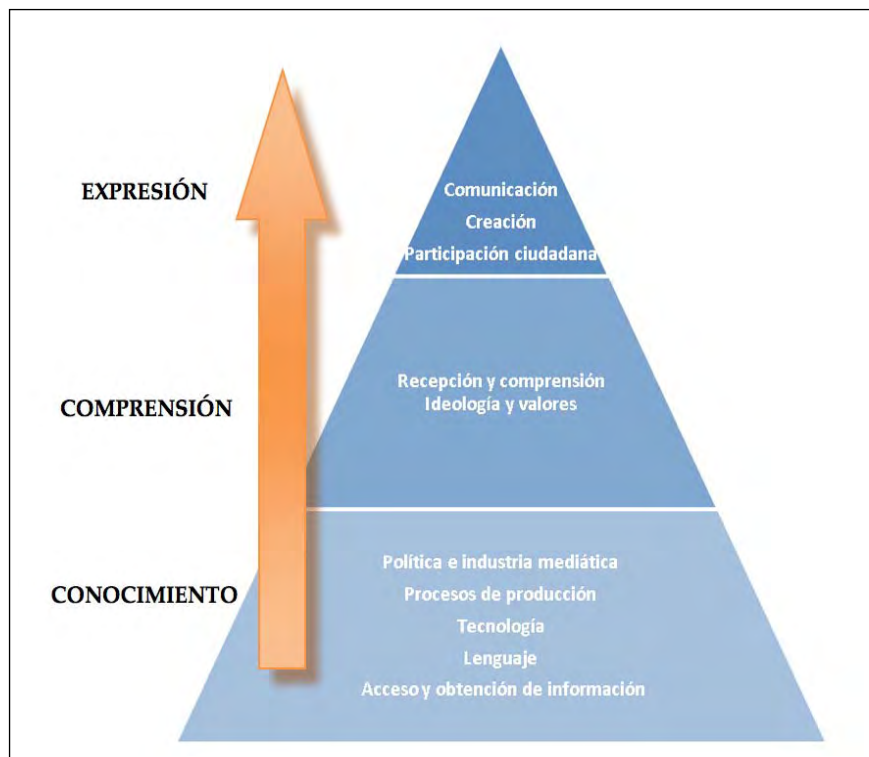 EXPRESIÓN
Comunicación
Creación
Participación ciudadana
COMPRENSIÓN
Recepción y comprensión
Ideología y valores
CONOCIMIENTO
Política e industria mediática
Procesos de producción
Tecnología
Lenguaje
Acceso y obtención de información